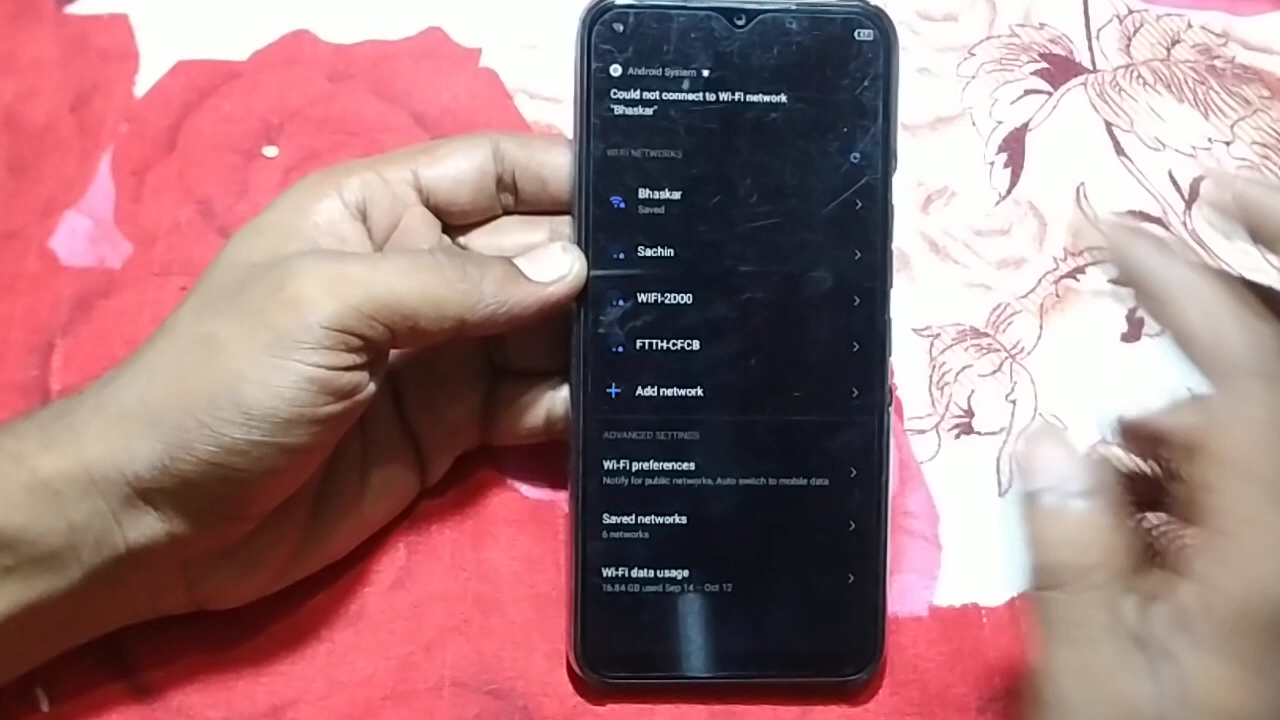 Android System
Could not connect to Wi-Fi network
"Bhaskar"
WI-FI NETWORKS
Bhaskar
Saved
Sachin
WIFI-2D00
FTTH-CFCB
Add network
ADVANCED SETTINGS
Wi-Fi preferences
Notify for public networks, Auto switch to mobile data
Saved networks
6 networks
Wi-Fi data usage
16.84 GB used Sep 14 – Oct 12